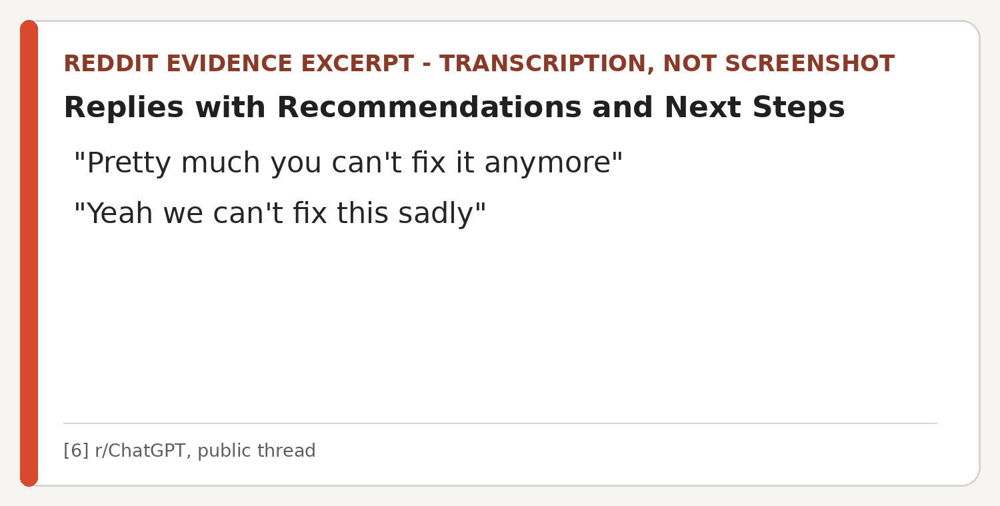 REDDIT EVIDENCE EXCERPT - TRANSCRIPTION, NOT SCREENSHOT
Replies with Recommendations and Next Steps
"Pretty much you can't fix it anymore"
"Yeah we can't fix this sadly"
[6] r/ChatGPT, public thread